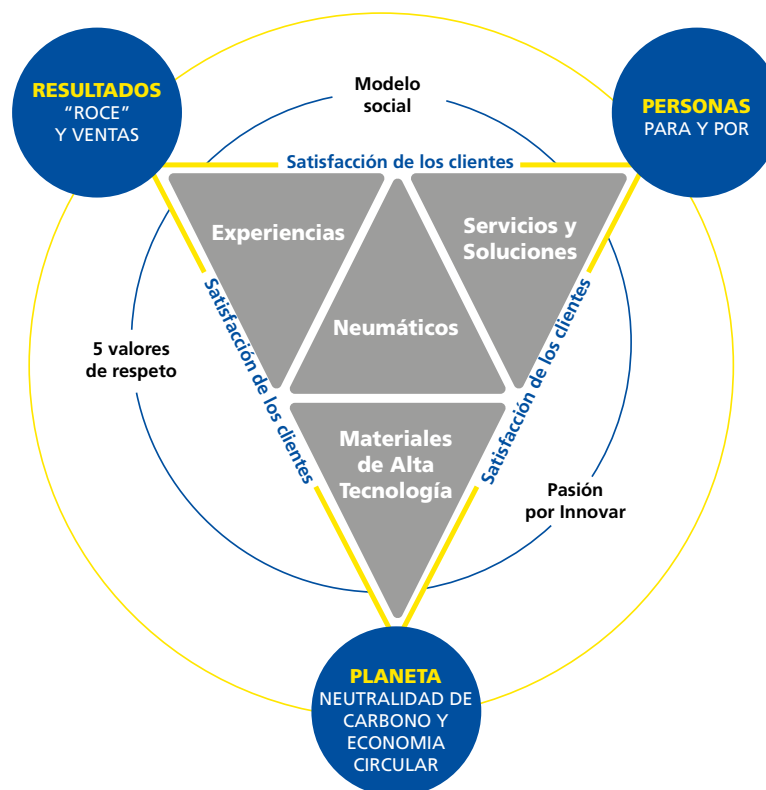 RESULTADOS
“ROCE”
Y VENTAS
Modelo
social
PERSONAS
PARA Y POR
Satisfacción de los clientes
Experiencias
Servicios y
Soluciones
Satisfacción de los clientes
Neumáticos
Satisfacción de los clientes
5 valores
de respeto
Materiales
de Alta
Tecnología
Pasión
por Innovar
PLANETA
NEUTRALIDAD DE
CARBONO Y
ECONOMIA
CIRCULAR